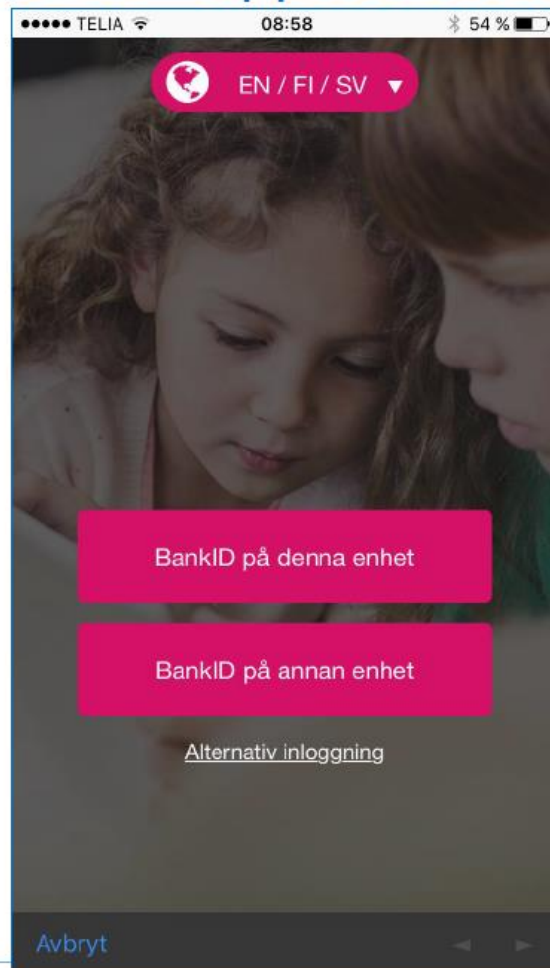 TELIA 08:58 54 %
EN / FI / SV
BankID på denna enhet
BankID på annan enhet
Alternativ inloggning
Avbryt